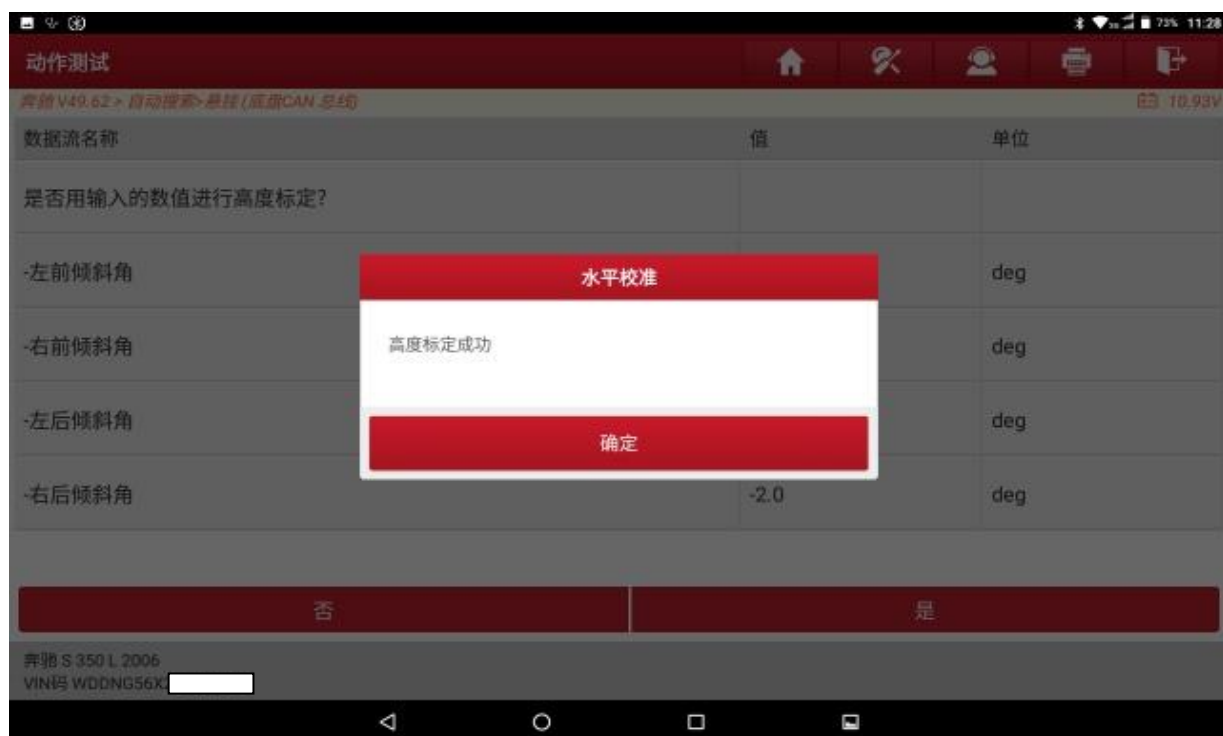 73% 11:28
动作测试
奔驰 V49.62 > 自动搜索> 悬挂 (底盘CAN 总线) 10.93V
数据流名称 值 单位
是否用输入的数值进行高度标定?
-左前倾斜角 deg
水平校准
-右前倾斜角 deg
高度标定成功
-左后倾斜角 deg
确定
-右后倾斜角 -2.0 deg
否 是
奔驰 S 350 L 2006
VIN码 WDDNG56X